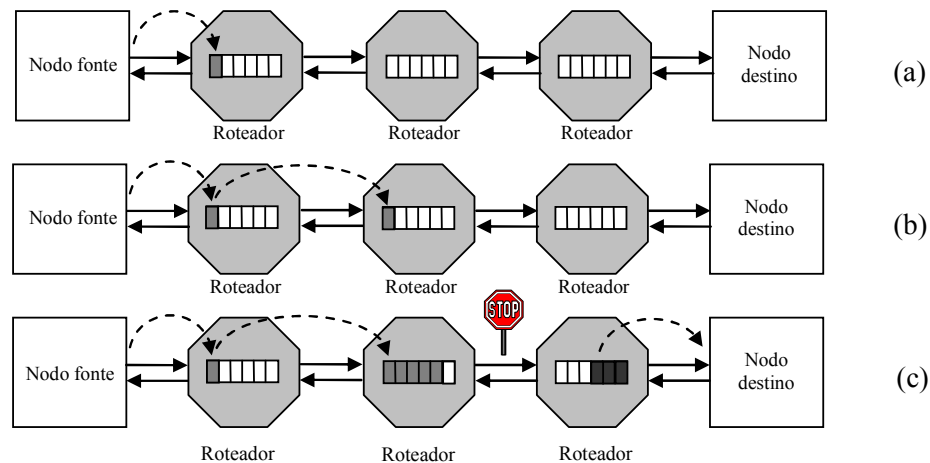 Nodo fonte
Nodo
destino
(a)
Roteador
Roteador
Roteador
Nodo fonte
Nodo
destino
(b)
Roteador
Roteador
Roteador
STOP
Nodo fonte
Nodo
destino
(c)
Roteador
Roteador
Roteador